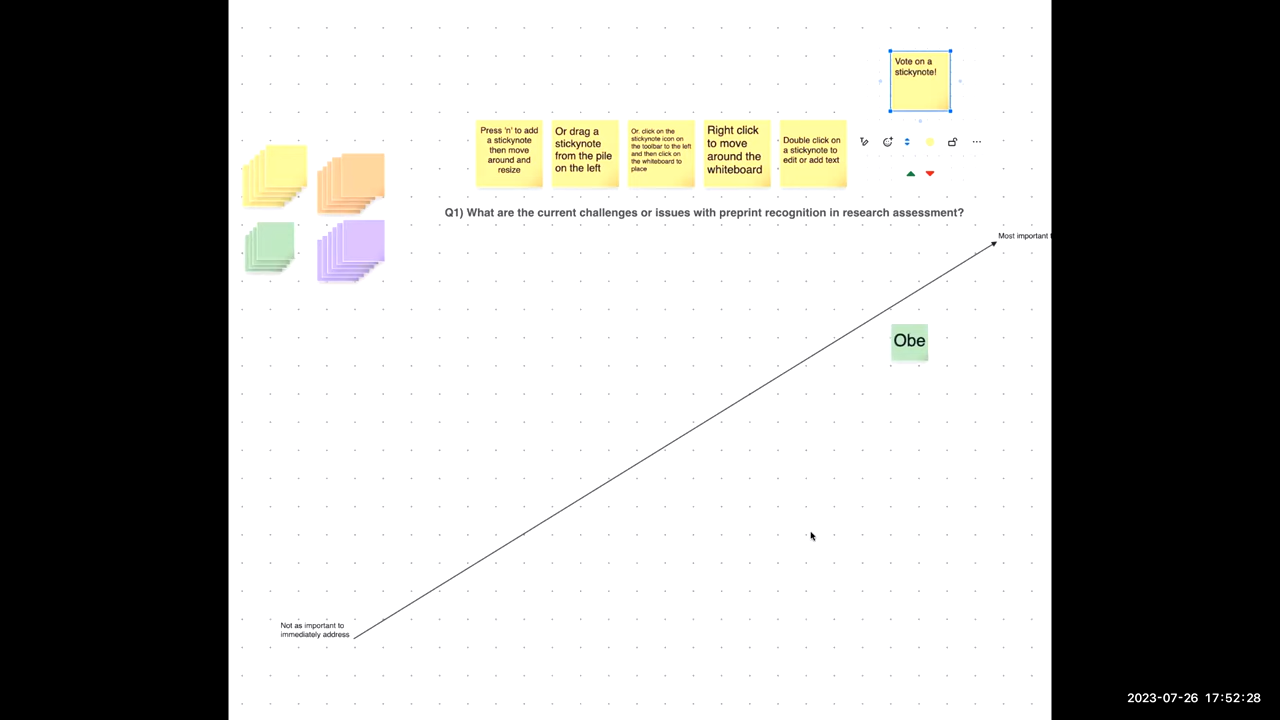 Vote on a
stickynote!
Press 'n' to add
a stickynote
then move
around and
resize
Or drag a
stickynote
from the pile
on the left
Or. click on the
stickynote icon on
the toolbar to the left
and then click on
the whiteboard to
place
Right click
to move
around the
whiteboard
Double click on
a stickynote to
edit or add text
Q1) What are the current challenges or issues with preprint recognition in research assessment?
Most important
Obe
Not as important to
immediately address
2023-07-26 17:52:28